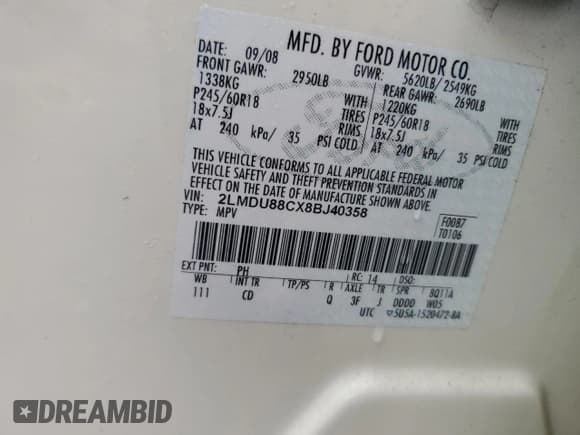 MFD. BY FORD MOTOR CO.
DATE: 09/08 GVWR: 5620LB/2549KG
FRONT GAWR: 2950LB REAR GAWR: 2690LB
1338KG WITH 1220KG WITH
P245/60R18 TIRES P245/60R18 TIRES
18x7.5J RIMS 18x7.5J RIMS
AT 240 kPa/ 35 PSI COLD AT 240 kPa/ 35 PSI COLD
THIS VEHICLE CONFORMS TO ALL APPLICABLE FEDERAL MOTOR
VEHICLE SAFETY AND THEFT PREVENTION STANDARDS IN
EFFECT ON THE DATE OF MANUFACTURE SHOWN ABOVE.
VIN: 2LMDU88CX8BJ40358 F0087
TYPE: MPV T0106
EXT PNT: PH RC: 14 DSO:
WB INT TR TP/PS R AXLE TR SPR 8Q11A
111 CD Q 3F J DDDD W05
UTC 5U5A-1520472-BA
DREAMBID